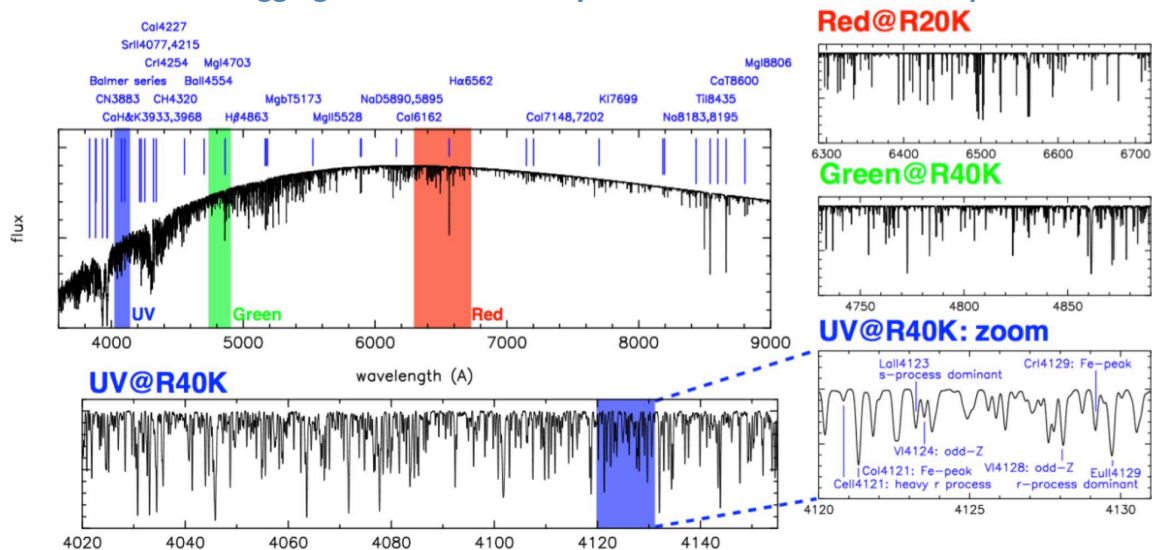 CaI4227
SrII4077,4215
CrI4254 MgI4703
Balmer series BaII4554
CN3883 CH4320 MgbT5173 NaD5890,5895
CaH&K3933,3968 Hβ4863 MgII5528 CaI6162
Hα6562
KI7699
CaI7148,7202
MgI8806
CaT8600
TiI8435
Na8183,8195
flux
UV Green Red
4000 5000 6000 7000 8000 9000
wavelength (A)
Red@R20K
6300 6400 6500 6600 6700
Green@R40K
4750 4800 4850
UV@R40K
4020 4040 4060 4080 4100 4120 4140
UV@R40K: zoom
LaII4123
s-process dominant
CrI4129: Fe-peak
VI4124: odd-Z
CoI4121: Fe-peak
CeII4121: heavy r process
VI4128: odd-Z
EuII4129
r-process dominant
4120 4125 4130